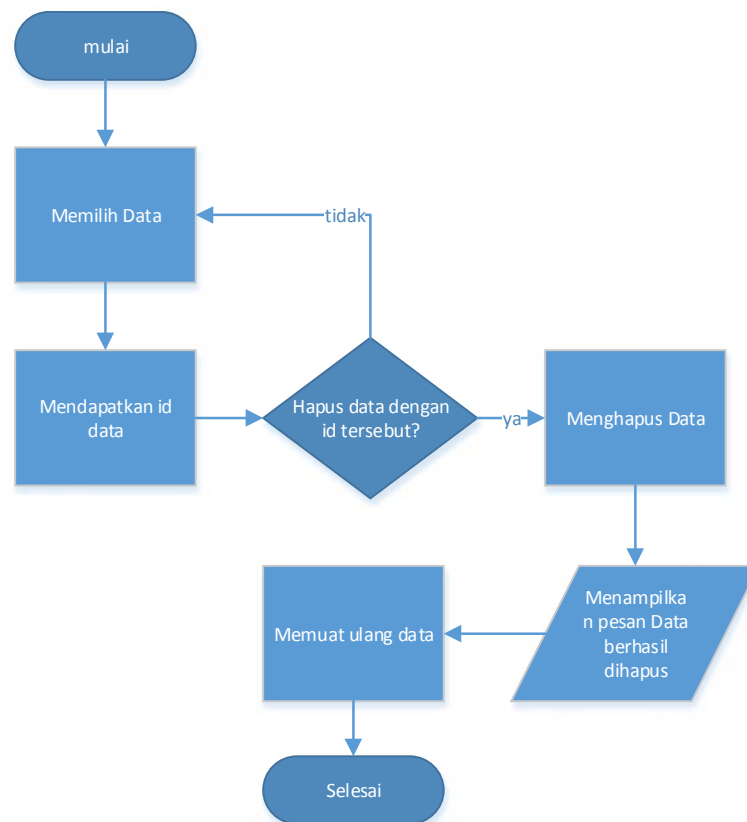 mulai
Memilih Data
tidak
Mendapatkan id
data
Hapus data dengan
id tersebut?
ya
Menghapus Data
Menampilka
n pesan Data
berhasil
dihapus
Memuat ulang data
Selesai